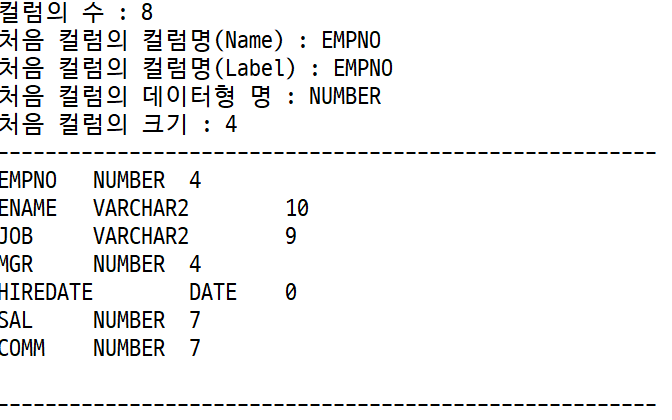 컬럼의 수 : 8
처음 컬럼의 컬럼명(Name) : EMPNO
처음 컬럼의 컬럼명(Label) : EMPNO
처음 컬럼의 데이터형 명 : NUMBER
처음 컬럼의 크기 : 4
-------------------------------------------------------
EMPNO	NUMBER	4
ENAME	VARCHAR2	10
JOB	VARCHAR2	9
MGR	NUMBER	4
HIREDATE	DATE	0
SAL	NUMBER	7
COMM	NUMBER	7
-------------------------------------------------------